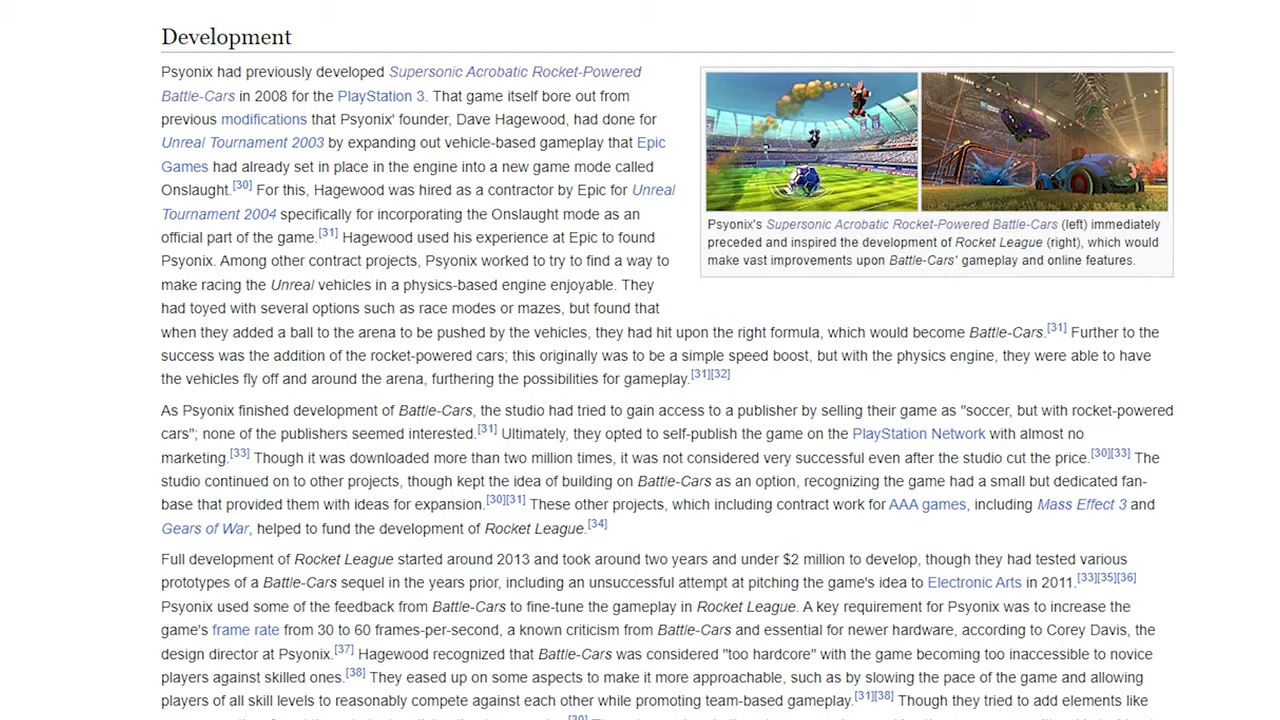 Development
Psyonix had previously developed Supersonic Acrobatic Rocket-Powered
Battle-Cars in 2008 for the PlayStation 3. That game itself bore out from
previous modifications that Psyonix' founder, Dave Hagewood, had done for
Unreal Tournament 2003 by expanding out vehicle-based gameplay that Epic
Games had already set in place in the engine into a new game mode called
Onslaught.[30] For this, Hagewood was hired as a contractor by Epic for Unreal
Tournament 2004 specifically for incorporating the Onslaught mode as an
official part of the game.[31] Hagewood used his experience at Epic to found
Psyonix. Among other contract projects, Psyonix worked to try to find a way to
make racing the Unreal vehicles in a physics-based engine enjoyable. They
had toyed with several options such as race modes or mazes, but found that
when they added a ball to the arena to be pushed by the vehicles, they had hit upon the right formula, which would become Battle-Cars.[31] Further to the
success was the addition of the rocket-powered cars; this originally was to be a simple speed boost, but with the physics engine, they were able to have
the vehicles fly off and around the arena, furthering the possibilities for gameplay.[31][32]
Psyonix's Supersonic Acrobatic Rocket-Powered Battle-Cars (left) immediately
preceded and inspired the development of Rocket League (right), which would
make vast improvements upon Battle-Cars' gameplay and online features.
As Psyonix finished development of Battle-Cars, the studio had tried to gain access to a publisher by selling their game as "soccer, but with rocket-powered
cars"; none of the publishers seemed interested.[31] Ultimately, they opted to self-publish the game on the PlayStation Network with almost no
marketing.[33] Though it was downloaded more than two million times, it was not considered very successful even after the studio cut the price.[30][33] The
studio continued on to other projects, though kept the idea of building on Battle-Cars as an option, recognizing the game had a small but dedicated fan-
base that provided them with ideas for expansion.[30][31] These other projects, which including contract work for AAA games, including Mass Effect 3 and
Gears of War, helped to fund the development of Rocket League.[34]
Full development of Rocket League started around 2013 and took around two years and under $2 million to develop, though they had tested various
prototypes of a Battle-Cars sequel in the years prior, including an unsuccessful attempt at pitching the game's idea to Electronic Arts in 2011.[33][35][36]
Psyonix used some of the feedback from Battle-Cars to fine-tune the gameplay in Rocket League. A key requirement for Psyonix was to increase the
game's frame rate from 30 to 60 frames-per-second, a known criticism from Battle-Cars and essential for newer hardware, according to Corey Davis, the
design director at Psyonix.[37] Hagewood recognized that Battle-Cars was considered "too hardcore" with the game becoming too inaccessible to novice
players against skilled ones.[38] They eased up on some aspects to make it more approachable, such as by slowing the pace of the game and allowing
players of all skill levels to reasonably compete against each other while promoting team-based gameplay.[31][38] Though they tried to add elements like